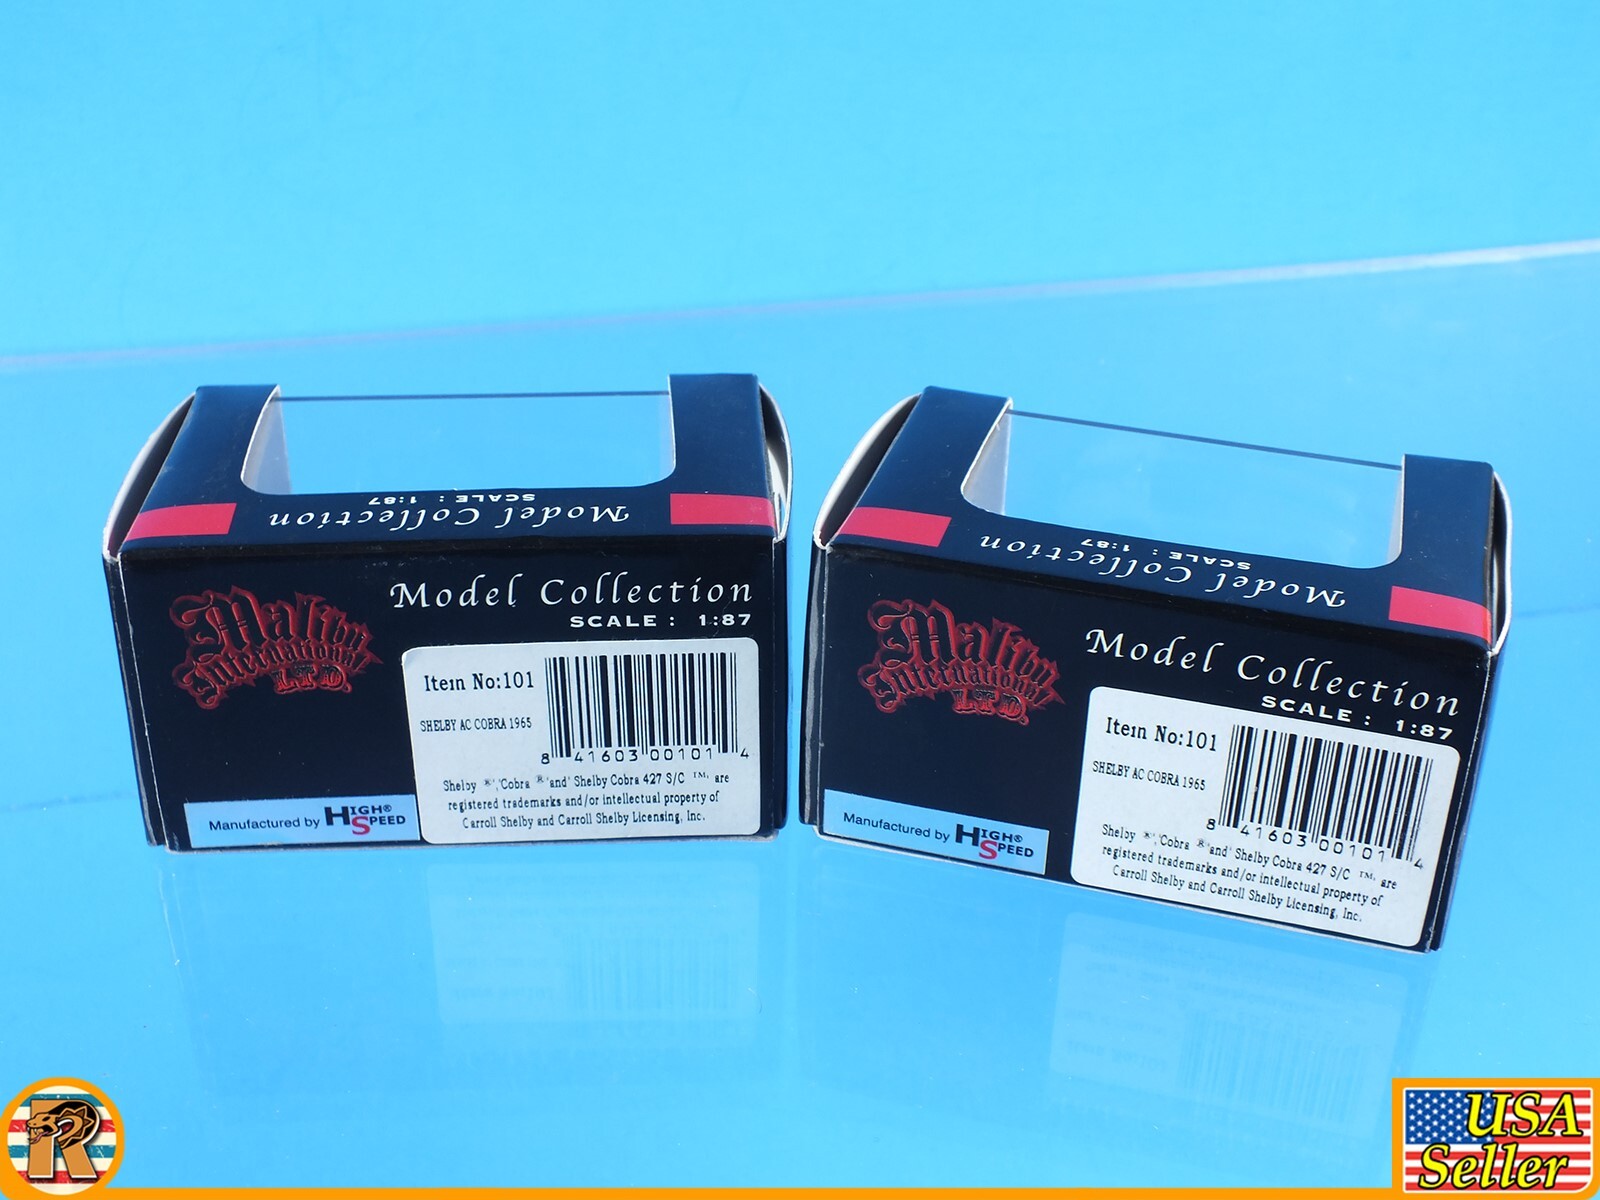 Model Collection
SCALE : 1:87
Malibu
International
LTD.
Model Collection
SCALE : 1:87
Item No:101
SHELBY AC COBRA 1965
8 41603 00101 4
Shelby ®','Cobra ®'and' Shelby Cobra 427 S/C ™, are
registered trademarks and/or intellectual property of
Carroll Shelby and Carroll Shelby Licensing, Inc.
Manufactured by HIGH® SPEED
Model Collection
SCALE : 1:87
Malibu
International
LTD.
Model Collection
SCALE : 1:87
Item No:101
SHELBY AC COBRA 1965
8 41603 00101 4
Shelby ®','Cobra ®'and' Shelby Cobra 427 S/C ™, are
registered trademarks and/or intellectual property of
Carroll Shelby and Carroll Shelby Licensing, Inc.
Manufactured by HIGH® SPEED
R
USA
Seller